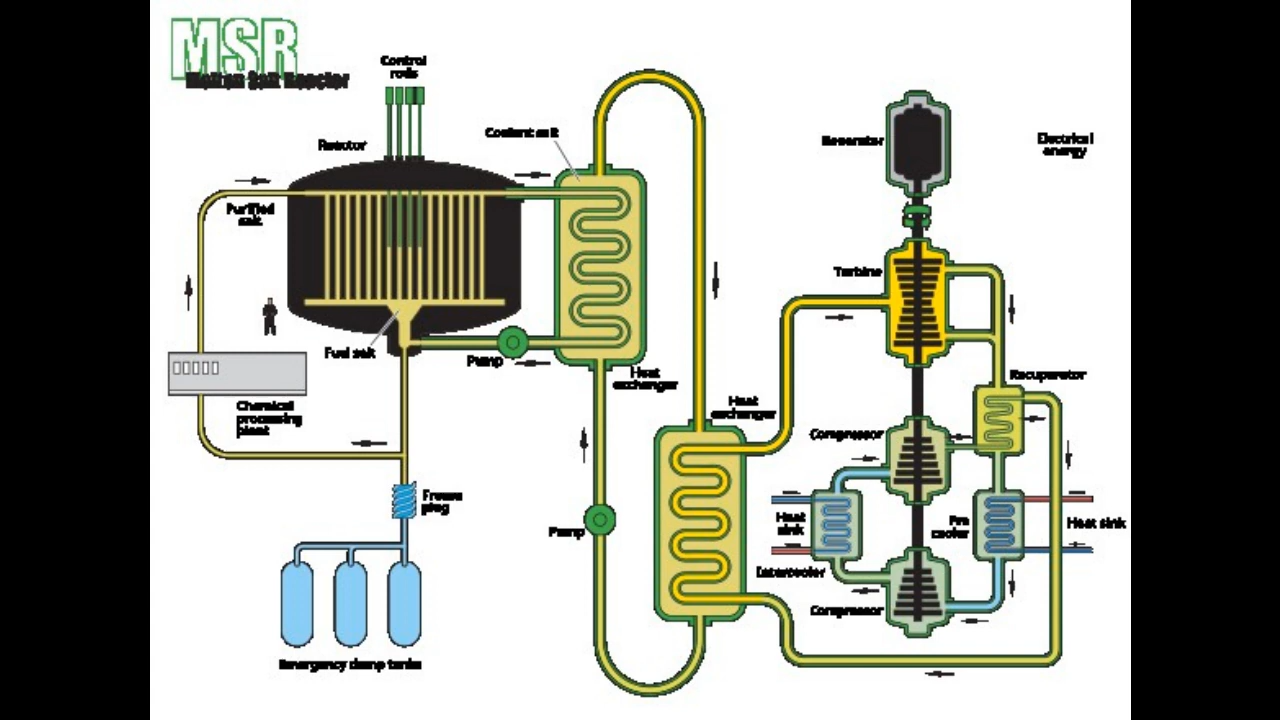 MSR
Molten Salt Reactor
Control
rods
Reactor
Coolant salt
Generator
Electrical
energy
Purified
salt
Turbine
Fuel salt
Pump
Heat
exchanger
Recuperator
Chemical
processing
plant
Heat
exchanger
Compressor
Freeze
plug
Pump
Heat
sink
Pre
cooler
Heat sink
Intercooler
Compressor
Emergency dump tanks